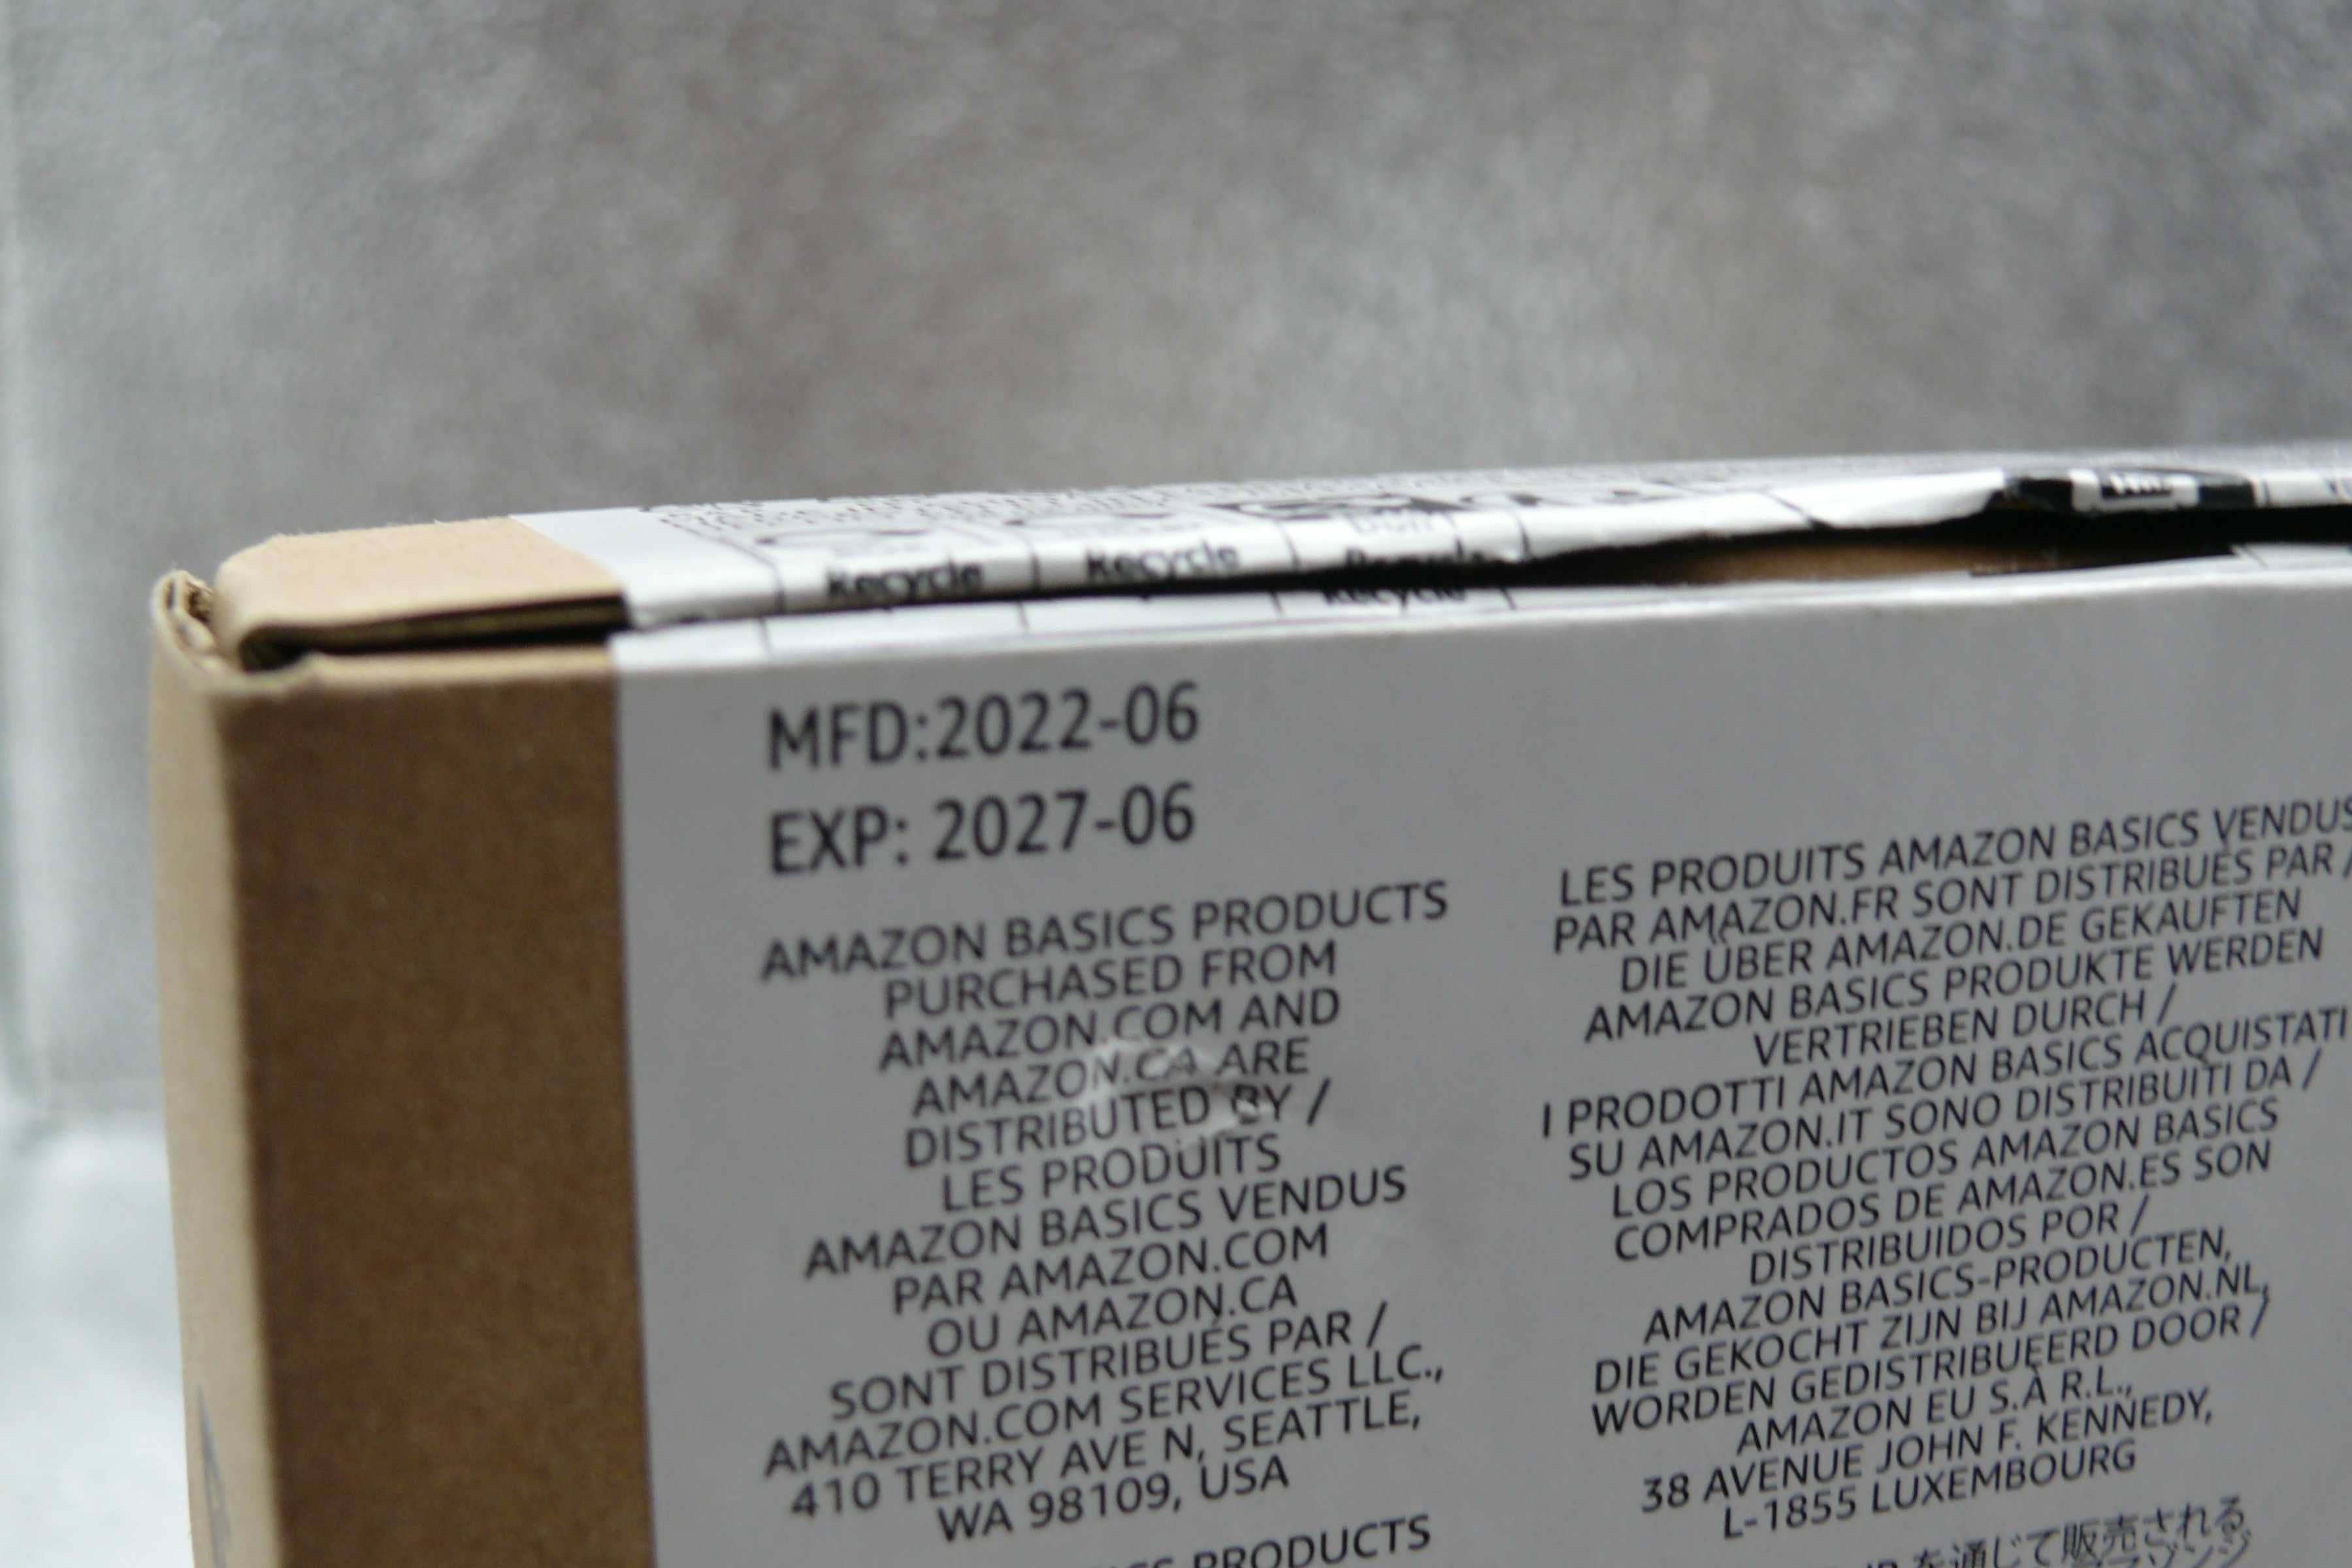 Recycle
Recycle
Recycle
Recycle
MFD:2022-06
EXP: 2027-06
AMAZON BASICS PRODUCTS
PURCHASED FROM
AMAZON.COM AND
AMAZON.CA ARE
DISTRIBUTED BY /
LES PRODUITS
AMAZON BASICS VENDUS
PAR AMAZON.COM
OU AMAZON.CA
SONT DISTRIBUÉS PAR /
AMAZON.COM SERVICES LLC.,
410 TERRY AVE N, SEATTLE,
WA 98109, USA
PRODUCTS
LES PRODUITS AMAZON BASICS VENDUS
PAR AMAZON.FR SONT DISTRIBUÉS PAR /
DIE ÜBER AMAZON.DE GEKAUFTEN
AMAZON BASICS PRODUKTE WERDEN
VERTRIEBEN DURCH /
I PRODOTTI AMAZON BASICS ACQUISTATI
SU AMAZON.IT SONO DISTRIBUITI DA /
LOS PRODUCTOS AMAZON BASICS
COMPRADOS DE AMAZON.ES SON
DISTRIBUIDOS POR /
AMAZON BASICS-PRODUCTEN,
DIE GEKOCHT ZIJN BIJ AMAZON.NL,
WORDEN GEDISTRIBUEERD DOOR /
AMAZON EU S.À R.L.,
38 AVENUE JOHN F. KENNEDY,
L-1855 LUXEMBOURG
を通じて販売される